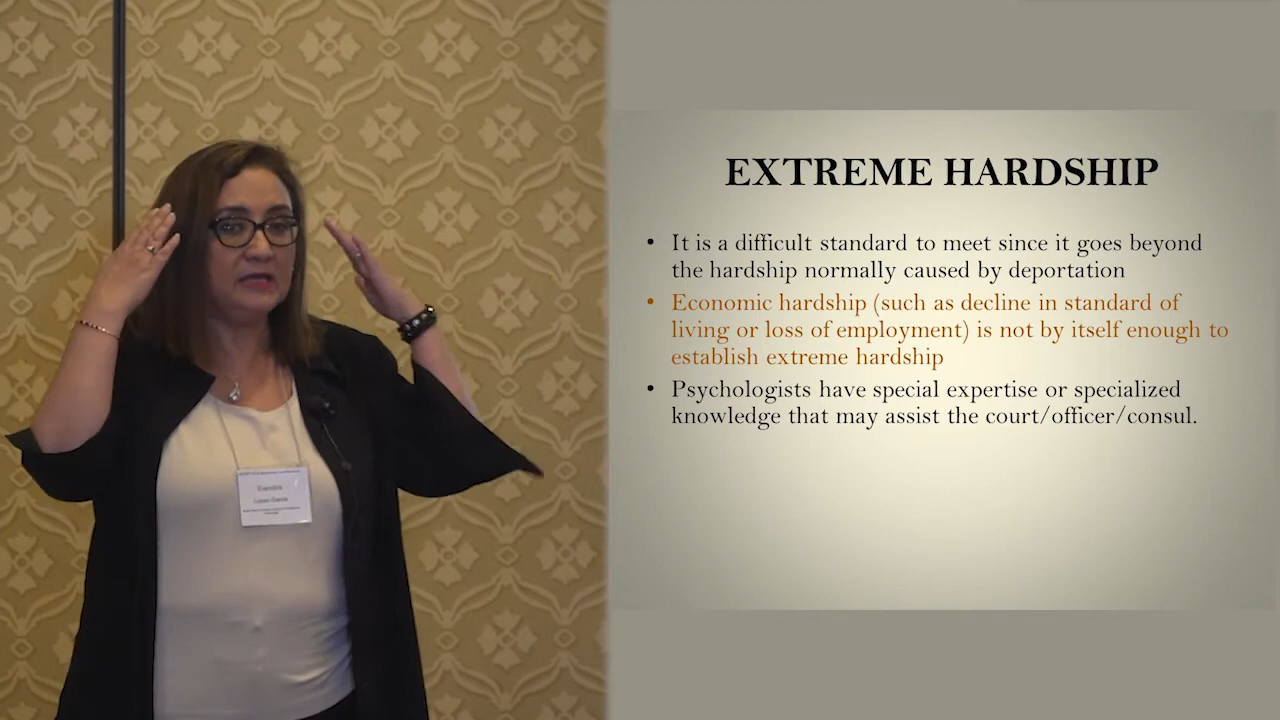 EXTREME HARDSHIP
• It is a difficult standard to meet since it goes beyond
the hardship normally caused by deportation
• Economic hardship (such as decline in standard of
living or loss of employment) is not by itself enough to
establish extreme hardship
• Psychologists have special expertise or specialized
knowledge that may assist the court/officer/consul.